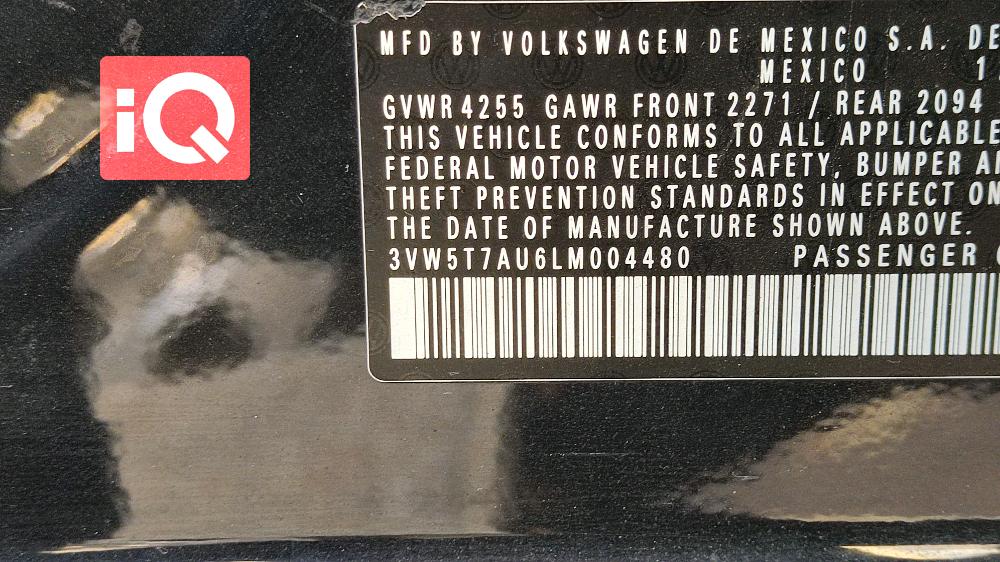 iQ
MFD BY VOLKSWAGEN DE MEXICO S.A. DE
MEXICO 1
GVWR 4255 GAWR FRONT 2271 / REAR 2094
THIS VEHICLE CONFORMS TO ALL APPLICABLE
FEDERAL MOTOR VEHICLE SAFETY, BUMPER
THEFT PREVENTION STANDARDS IN EFFECT ON
THE DATE OF MANUFACTURE SHOWN ABOVE.
3VW5T7AU6LM004480 PASSENGER